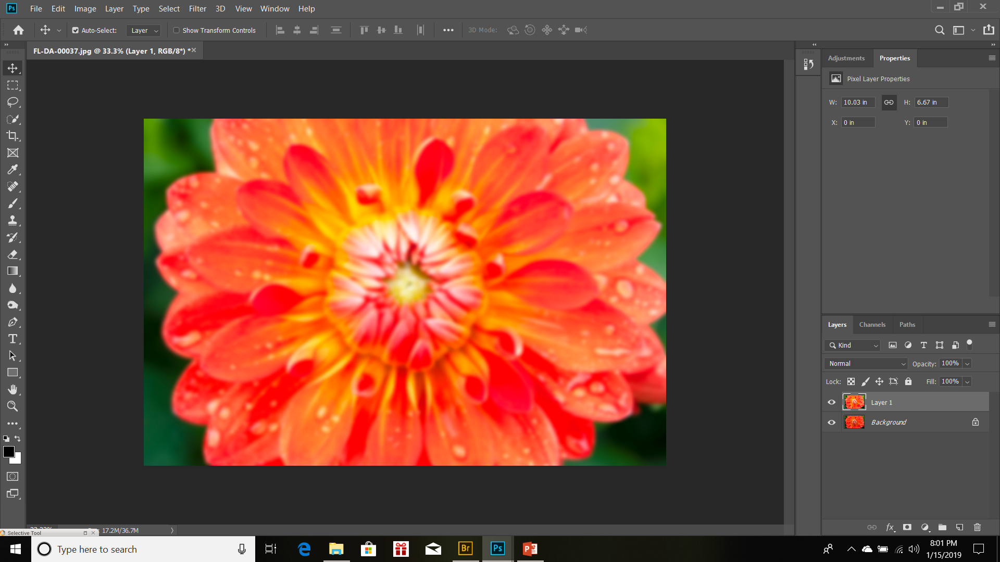 Ps File Edit Image Layer Type Select Filter 3D View Window Help
Auto-Select: Layer Show Transform Controls 3D Mode:
FL-DA-00037.jpg @ 33.3% (Layer 1, RGB/8*) *
Adjustments Properties
Pixel Layer Properties
W: 10.03 in H: 6.67 in
X: 0 in Y: 0 in
Layers Channels Paths
Kind
Normal Opacity: 100%
Lock: Fill: 100%
Layer 1
Background
fx
17.2M/36.7M
Selective Tool
Type here to search
Br Ps
8:01 PM
1/15/2019